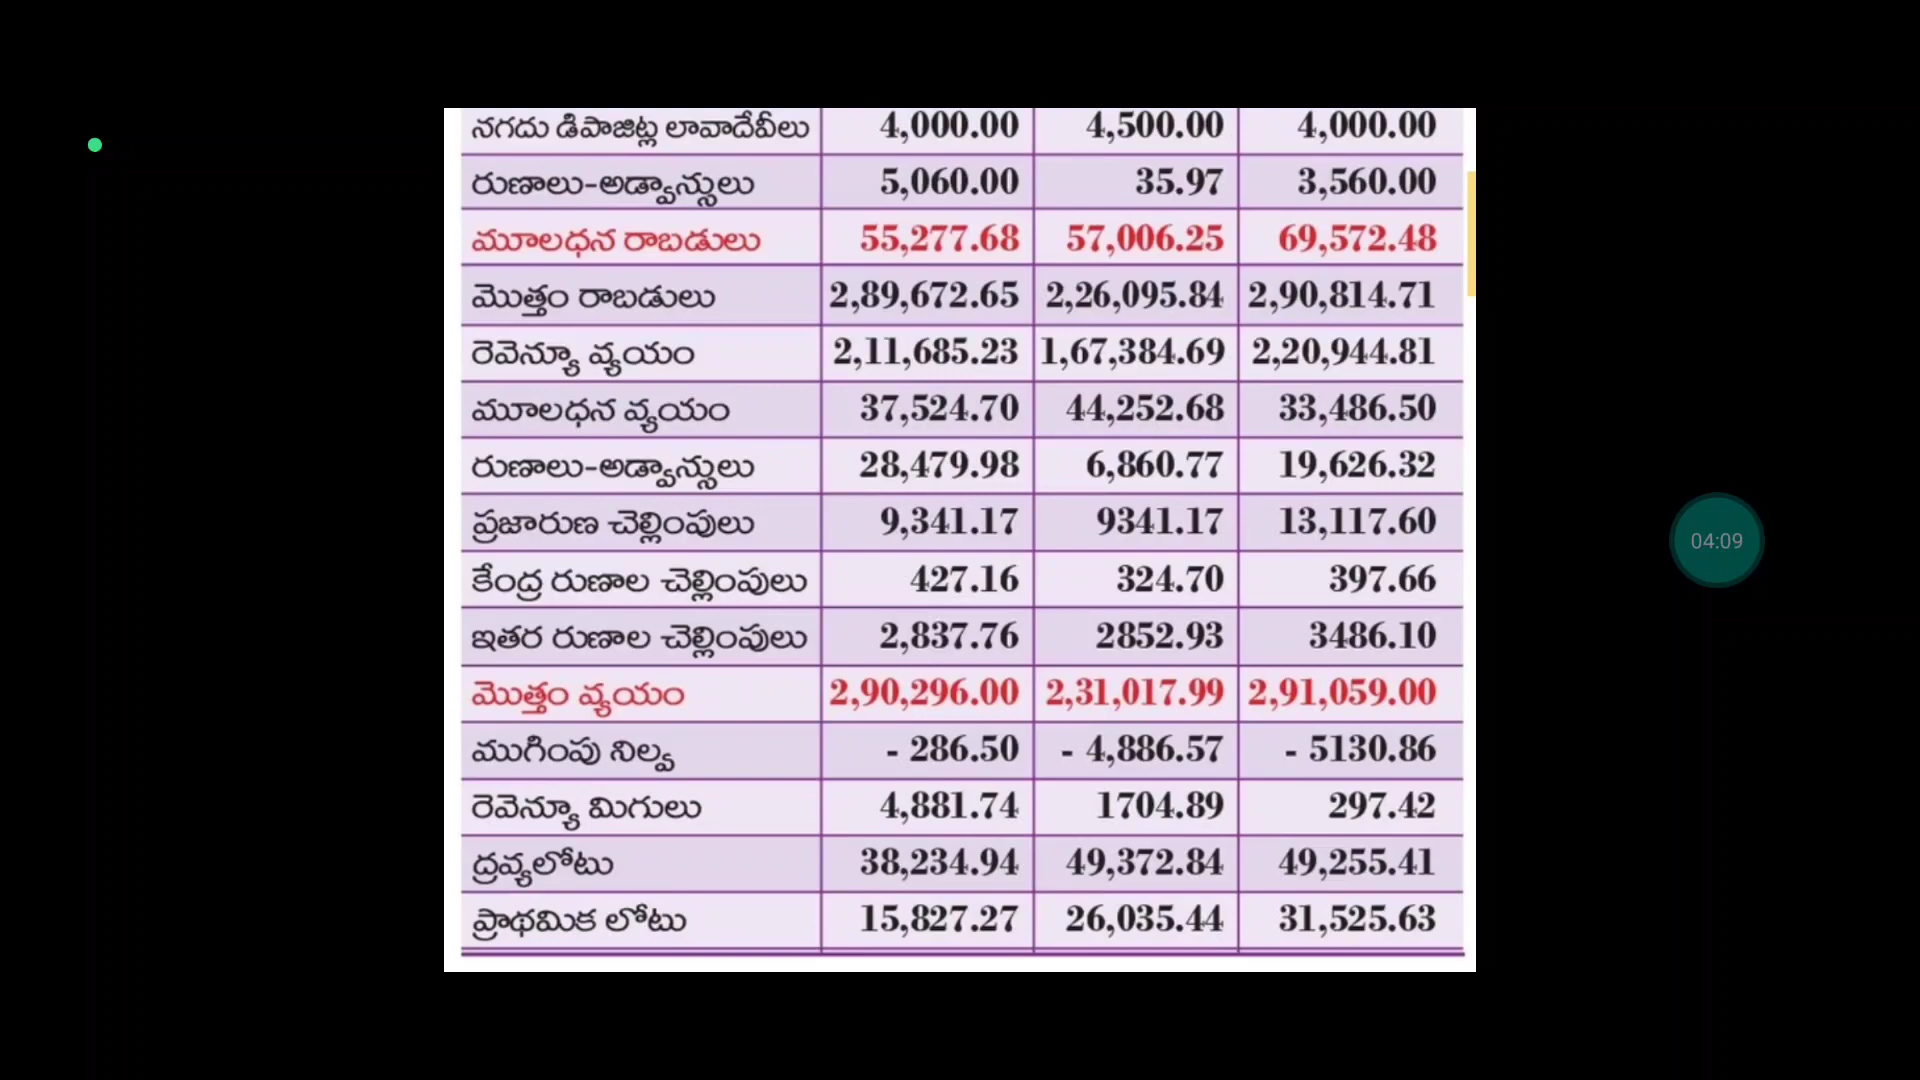 నగదు డిపాజిట్ల లావాదేవీలు 4,000.00 4,500.00 4,000.00
రుణాలు-అడ్వాన్సులు 5,060.00 35.97 3,560.00
మూలధన రాబడులు 55,277.68 57,006.25 69,572.48
మొత్తం రాబడులు 2,89,672.65 2,26,095.84 2,90,814.71
రెవెన్యూ వ్యయం 2,11,685.23 1,67,384.69 2,20,944.81
మూలధన వ్యయం 37,524.70 44,252.68 33,486.50
రుణాలు-అడ్వాన్సులు 28,479.98 6,860.77 19,626.32
ప్రజారుణ చెల్లింపులు 9,341.17 9341.17 13,117.60
కేంద్ర రుణాల చెల్లింపులు 427.16 324.70 397.66
ఇతర రుణాల చెల్లింపులు 2,837.76 2852.93 3486.10
మొత్తం వ్యయం 2,90,296.00 2,31,017.99 2,91,059.00
ముగింపు నిల్వ - 286.50 - 4,886.57 - 5130.86
రెవెన్యూ మిగులు 4,881.74 1704.89 297.42
ద్రవ్యలోటు 38,234.94 49,372.84 49,255.41
ప్రాథమిక లోటు 15,827.27 26,035.44 31,525.63
04:09